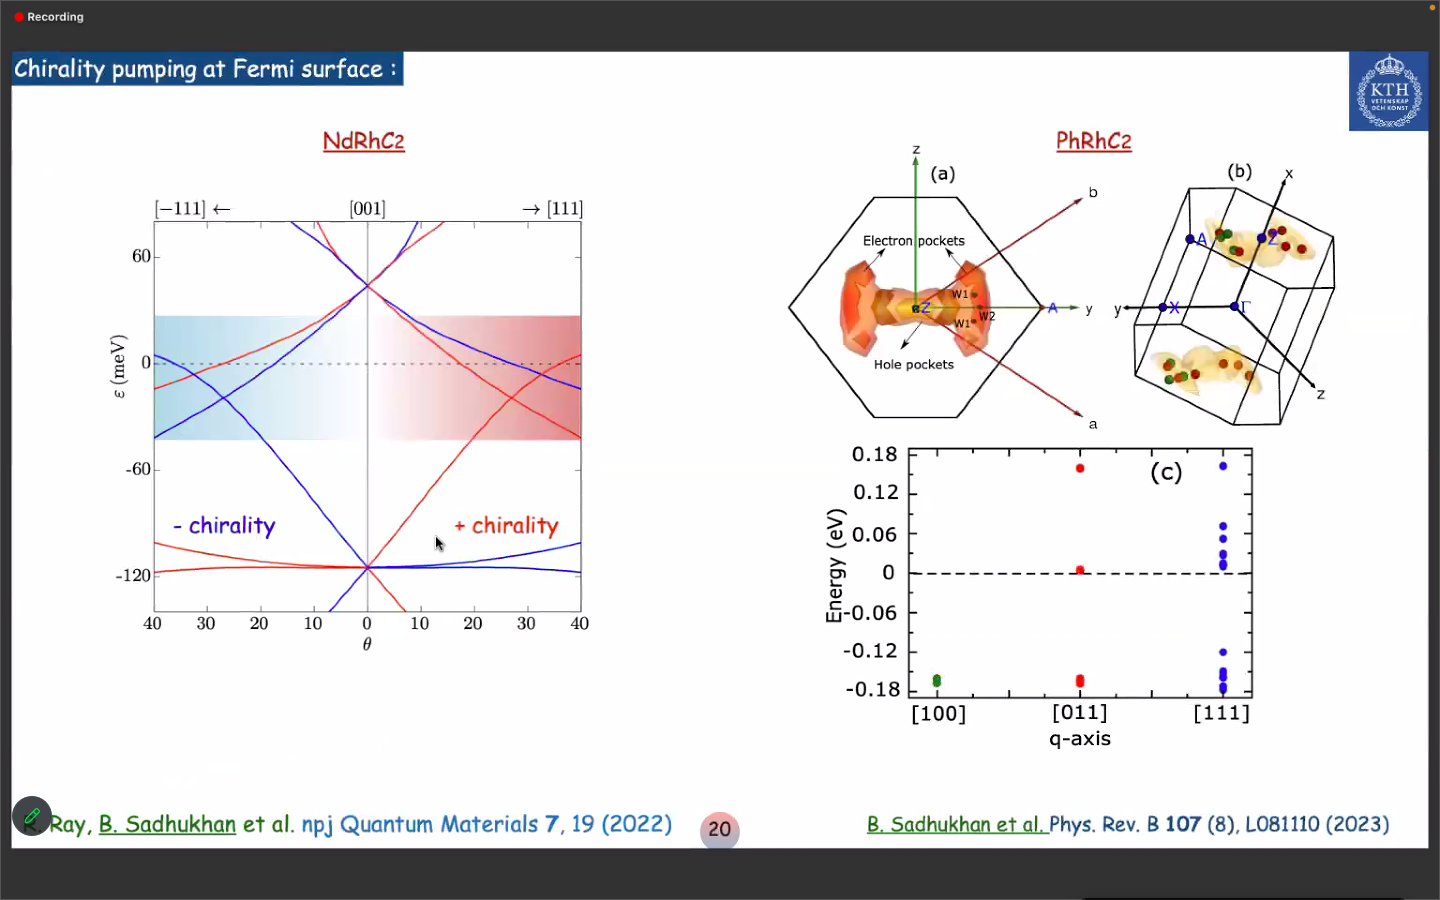 Recording
Chirality pumping at Fermi surface :
KTH
VETENSKAP
OCH KONST
NdRhC2
[-111] ← [001] → [111]
60
0
-60
-120
ε (meV)
- chirality + chirality
40 30 20 10 0 10 20 30 40
θ
PhRhC2
(a)
z
b
Electron pockets
W1
Z
A
y
W2
W1
Hole pockets
a
(b)
x
A
Z
y
X
Γ
z
(c)
0.18
0.12
0.06
0
-0.06
-0.12
-0.18
Energy (eV)
[100] [011] [111]
q-axis
Ray, B. Sadhukhan et al. npj Quantum Materials 7, 19 (2022)
20
B. Sadhukhan et al. Phys. Rev. B 107 (8), L081110 (2023)